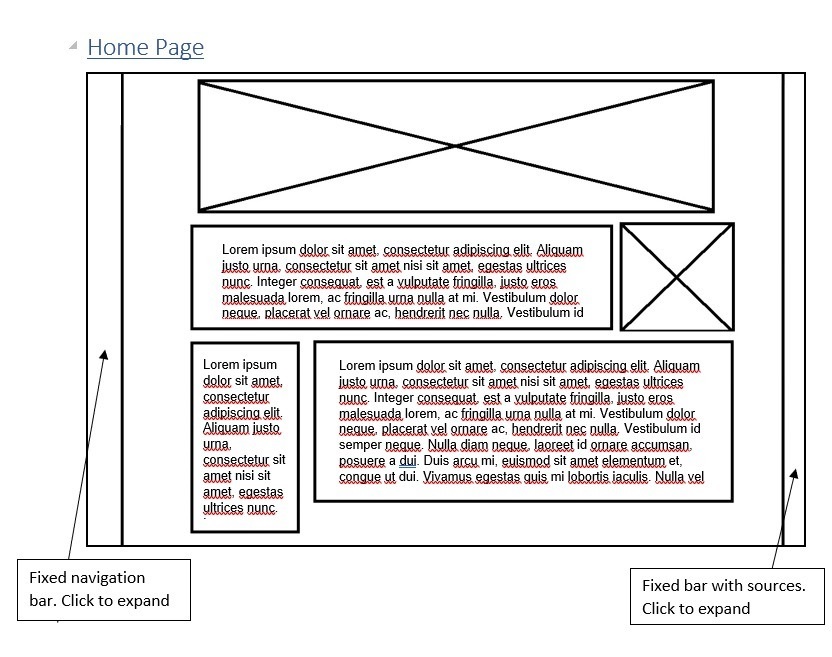 Home Page
Lorem ipsum dolor sit amet, consectetur adipiscing elit. Aliquam
justo urna, consectetur sit amet nisi sit amet, egestas ultrices
nunc. Integer consequat, est a vulputate fringilla, justo eros
malesuada lorem, ac fringilla urna nulla at mi. Vestibulum dolor
neque, placerat vel ornare ac, hendrerit nec nulla. Vestibulum id
Lorem ipsum
dolor sit amet,
consectetur
adipiscing elit.
Aliquam justo
urna,
consectetur sit
amet nisi sit
amet, egestas
ultrices nunc.
Lorem ipsum dolor sit amet, consectetur adipiscing elit. Aliquam
justo urna, consectetur sit amet nisi sit amet, egestas ultrices
nunc. Integer consequat, est a vulputate fringilla, justo eros
malesuada lorem, ac fringilla urna nulla at mi. Vestibulum dolor
neque, placerat vel ornare ac, hendrerit nec nulla. Vestibulum id
semper neque. Nulla diam neque, laoreet id ornare accumsan,
posuere a dui. Duis arcu mi, euismod sit amet elementum et,
congue ut dui. Vivamus egestas quis mi lobortis iaculis. Nulla vel
Fixed navigation
bar. Click to expand
Fixed bar with sources.
Click to expand